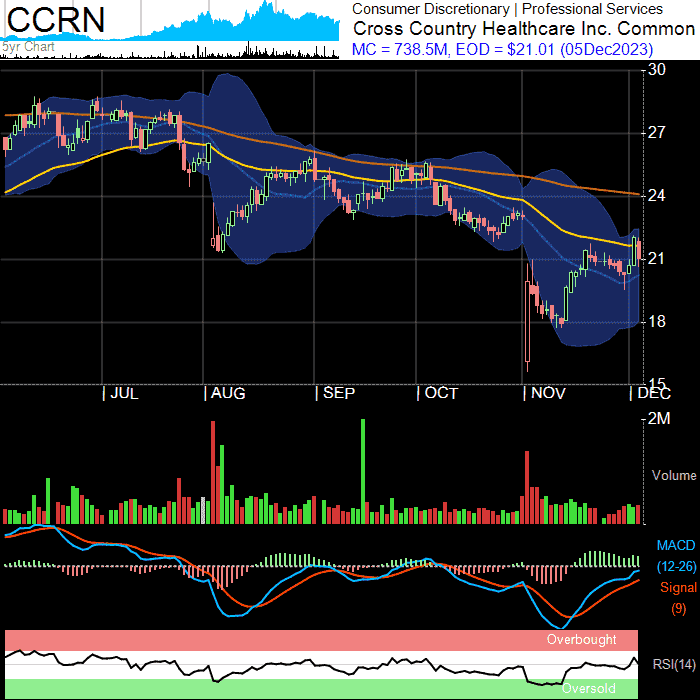 CCRN
5yr Chart
Consumer Discretionary | Professional Services
Cross Country Healthcare Inc. Common
MC = 738.5M, EOD = $21.01 (05Dec2023)
30
27
24
21
18
15
JUL
AUG
SEP
OCT
NOV
DEC
2M
Volume
MACD
(12-26)
Signal
(9)
Overbought
RSI(14)
Oversold